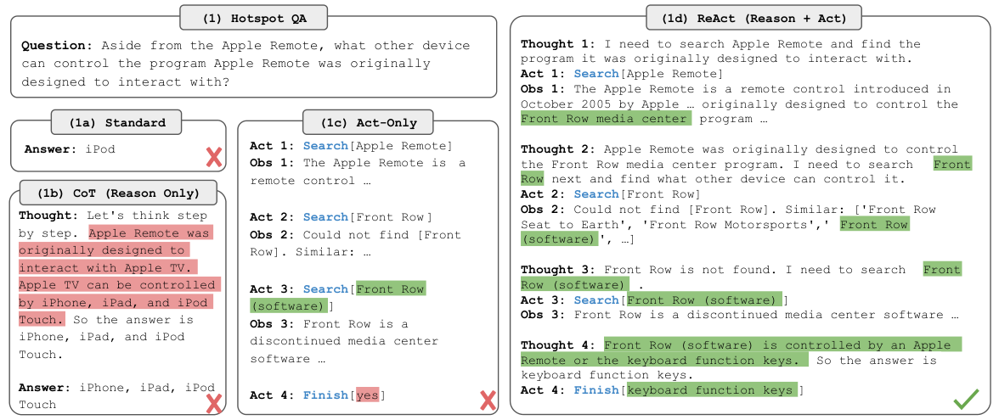 (1) Hotspot QA
Question: Aside from the Apple Remote, what other device
can control the program Apple Remote was originally
designed to interact with?
(1a) Standard
Answer: iPod
(1b) CoT (Reason Only)
Thought: Let's think step
by step. Apple Remote was
originally designed to
interact with Apple TV.
Apple TV can be controlled
by iPhone, iPad, and iPod
Touch. So the answer is
iPhone, iPad, and iPod
Touch.
Answer: iPhone, iPad, iPod
Touch
(1c) Act-Only
Act 1: Search[Apple Remote]
Obs 1: The Apple Remote is a
remote control …
Act 2: Search[Front Row]
Obs 2: Could not find [Front
Row]. Similar: …
Act 3: Search[Front Row
(software)]
Obs 3: Front Row is a
discontinued media center
software …
Act 4: Finish[yes]
(1d) ReAct (Reason + Act)
Thought 1: I need to search Apple Remote and find the
program it was originally designed to interact with.
Act 1: Search[Apple Remote]
Obs 1: The Apple Remote is a remote control introduced in
October 2005 by Apple … originally designed to control the
Front Row media center program …
Thought 2: Apple Remote was originally designed to control
the Front Row media center program. I need to search Front
Row next and find what other device can control it.
Act 2: Search[Front Row]
Obs 2: Could not find [Front Row]. Similar: ['Front Row
Seat to Earth', 'Front Row Motorsports',' Front Row
(software)', …]
Thought 3: Front Row is not found. I need to search Front
Row (software) .
Act 3: Search[Front Row (software) ]
Obs 3: Front Row is a discontinued media center software …
Thought 4: Front Row (software) is controlled by an Apple
Remote or the keyboard function keys. So the answer is
keyboard function keys.
Act 4: Finish[keyboard function keys ]